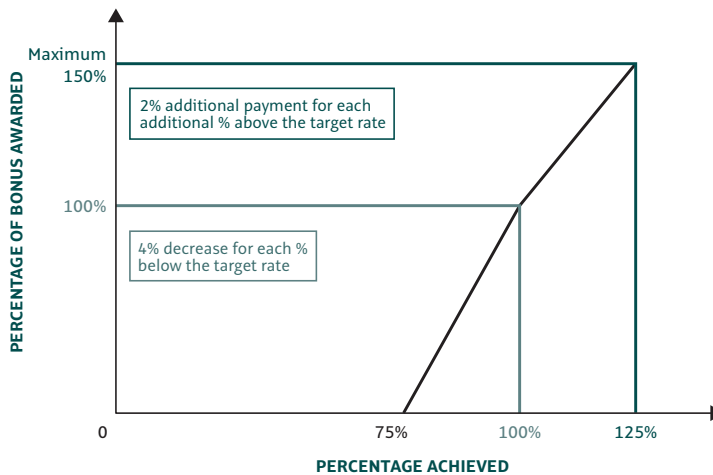 Maximum
150%
2% additional payment for each
additional % above the target rate
PERCENTAGE OF BONUS AWARDED
100%
4% decrease for each %
below the target rate
0
75%
100%
125%
PERCENTAGE ACHIEVED